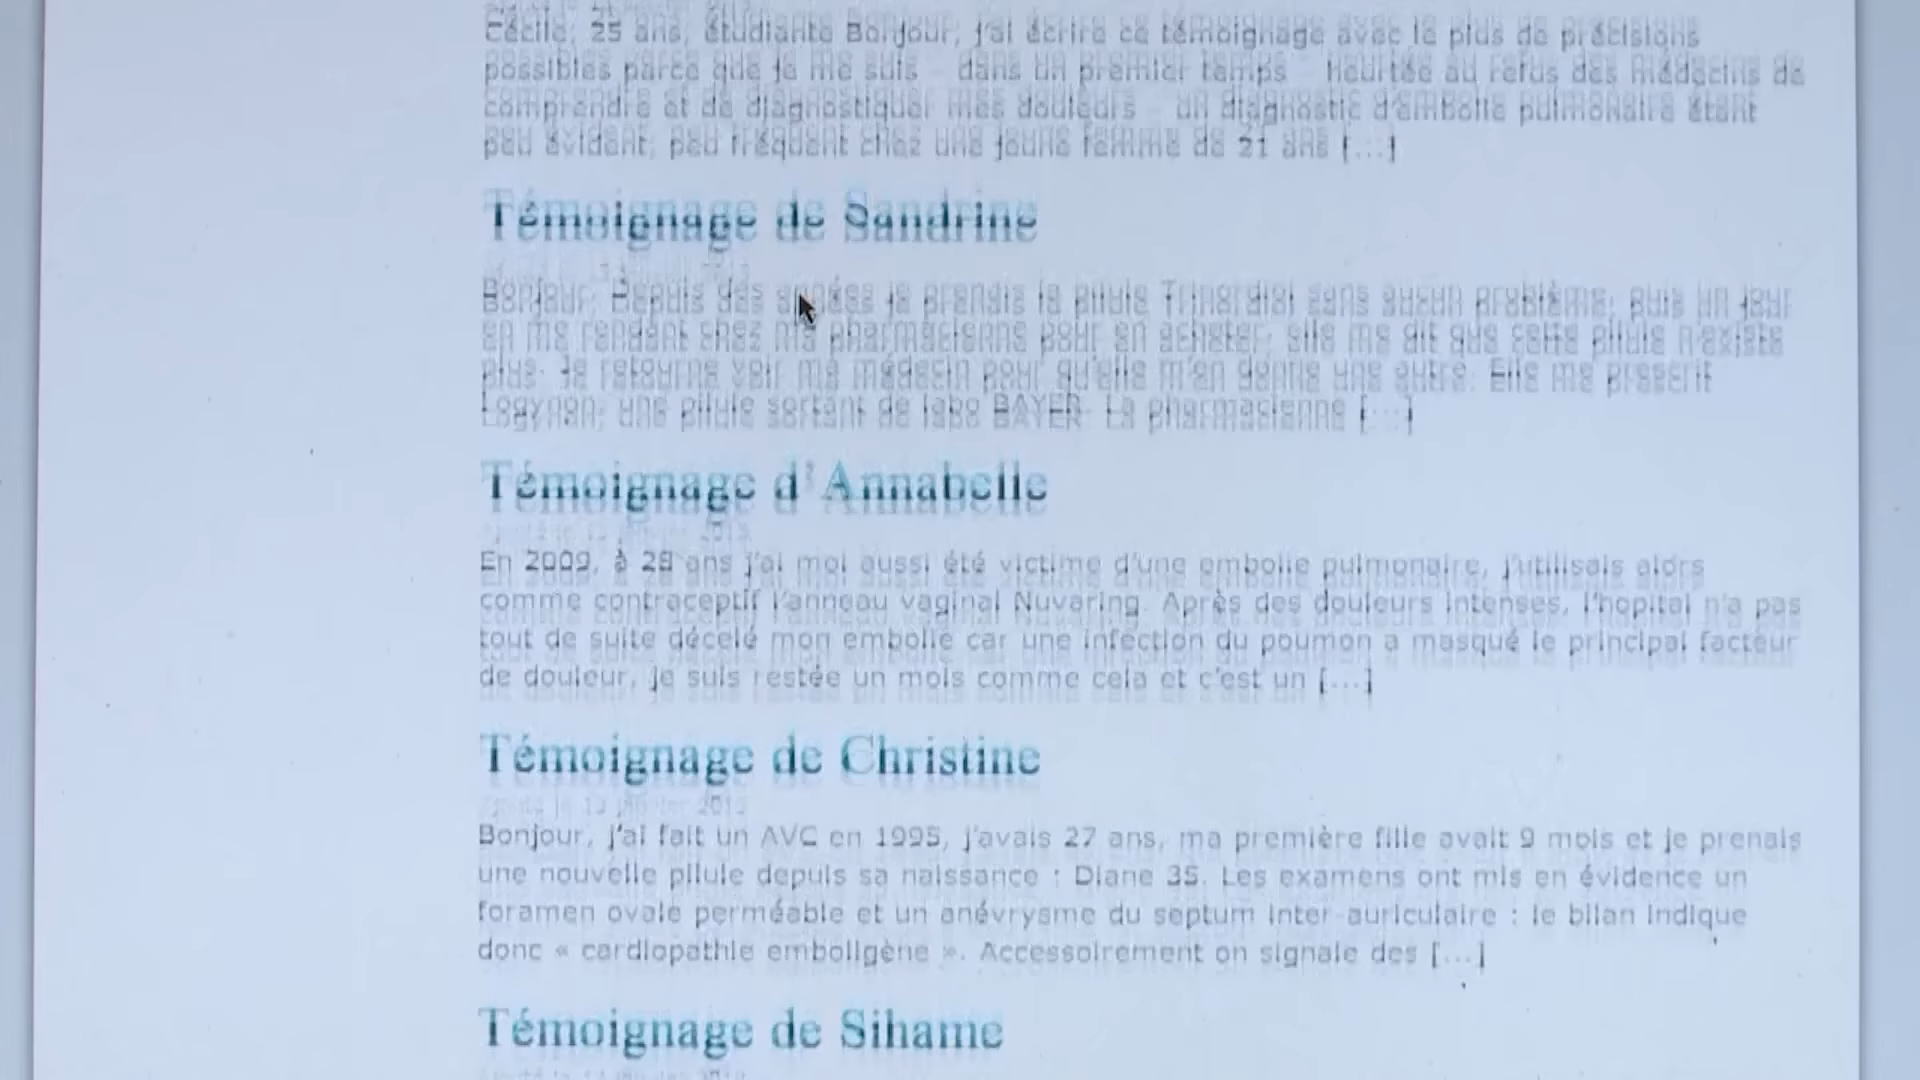 Cécile, 25 ans, étudiante Bonjour, j'ai écrire ce témoignage avec le plus de précisions
possibles parce que je me suis – dans un premier temps – heurtée au refus des médecins de
comprendre et de diagnostiquer mes douleurs – un diagnostic d'embolie pulmonaire étant
peu évident, peu fréquent chez une jeune femme de 21 ans [...]
Témoignage de Sandrine
Bonjour, Depuis des années je prenais la pilule Trinordiol sans aucun problème, puis un jour
en me rendant chez ma pharmacienne pour en acheter, elle me dit que cette pilule n'existe
plus. Je retourne voir ma médecin pour qu'elle m'en donne une autre. Elle me prescrit
Logynon, une pilule sortant de labo BAYER. La pharmacienne [...]
Témoignage d'Annabelle
En 2009, à 28 ans j'ai moi aussi été victime d'une embolie pulmonaire, j'utilisais alors
comme contraceptif l'anneau vaginal Nuvaring. Après des douleurs intenses, l'hopital n'a pas
tout de suite décelé mon embolie car une infection du poumon a masqué le principal facteur
de douleur, je suis restée un mois comme cela et c'est un [...]
Témoignage de Christine
janvier 2013
Bonjour, j'ai fait un AVC en 1995, j'avais 27 ans, ma première fille avait 9 mois et je prenais
une nouvelle pilule depuis sa naissance : Diane 35. Les examens ont mis en évidence un
foramen ovale perméable et un anévrysme du septum inter-auriculaire : le bilan indique
donc « cardiopathie emboligène ». Accessoirement on signale des [...]
Témoignage de Sihame